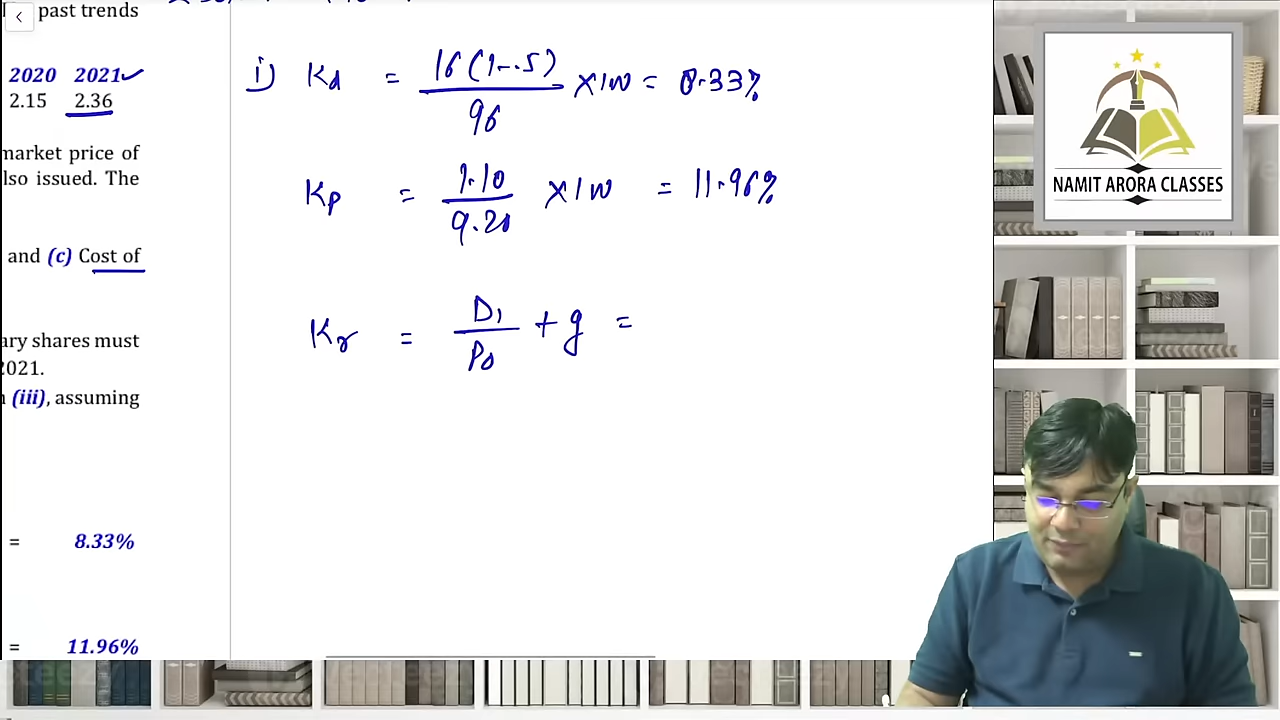 past trends
2020 2021
2.15 2.36
market price of
lso issued. The
and (c) Cost of
ary shares must
2021.
(iii), assuming
= 8.33%
= 11.96%
i) Kd = 16(1-.5) / 96 × 100 = 8.33%
Kp = 1.10 / 9.20 × 100 = 11.96%
Kr = D1 / P0 + g =
NAMIT ARORA CLASSES